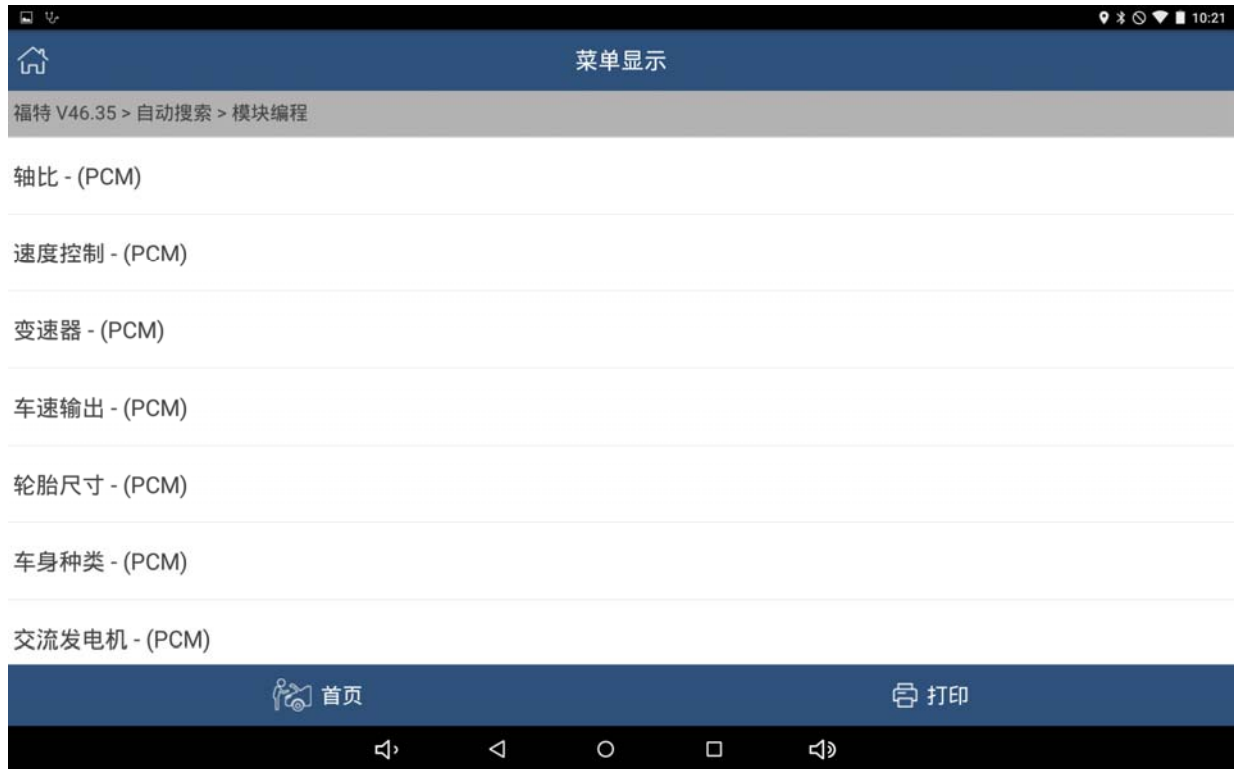 10:21
菜单显示
福特 V46.35 > 自动搜索 > 模块编程
轴比 - (PCM)
速度控制 - (PCM)
变速器 - (PCM)
车速输出 - (PCM)
轮胎尺寸 - (PCM)
车身种类 - (PCM)
交流发电机 - (PCM)
首页 打印